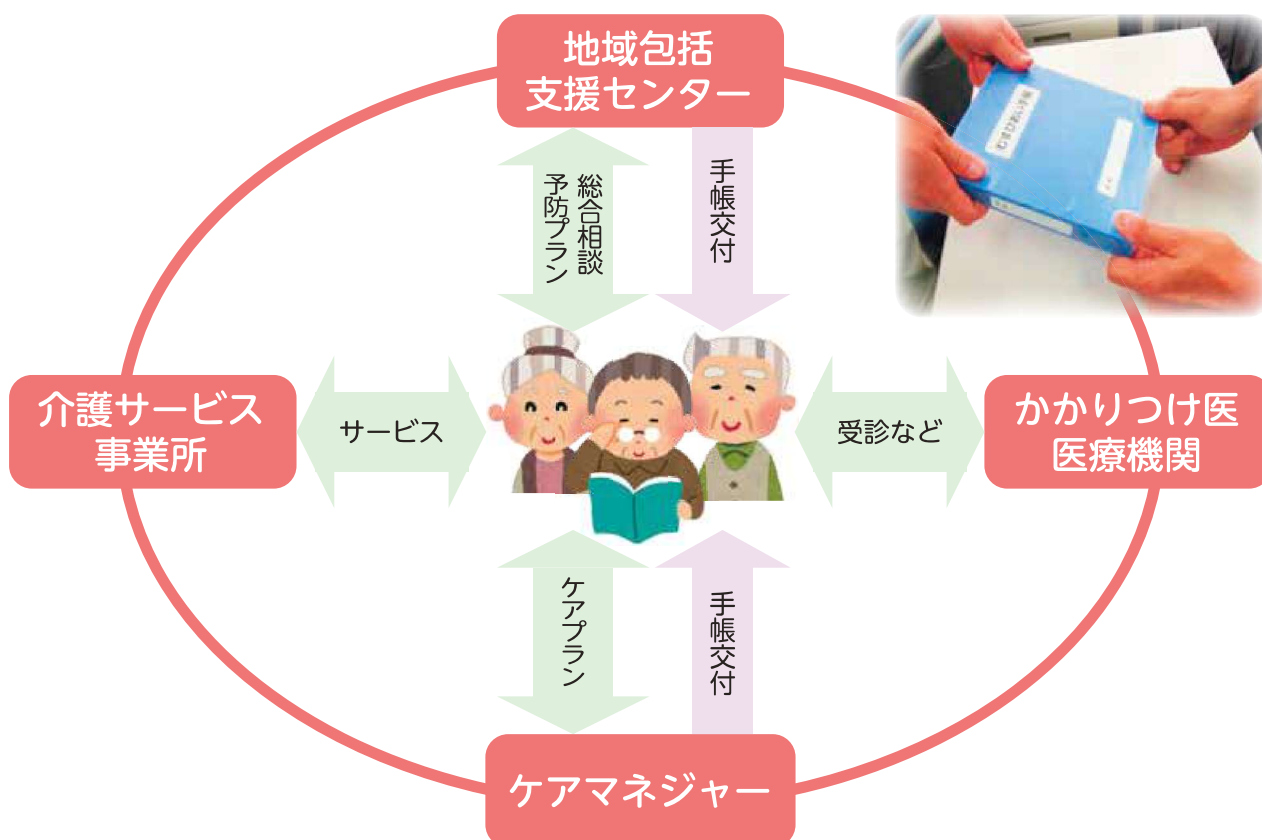 地域包括
支援センター
総合相談
予防プラン
手帳交付
介護サービス
事業所
サービス
受診など
かかりつけ医
医療機関
ケアプラン
手帳交付
ケアマネジャー